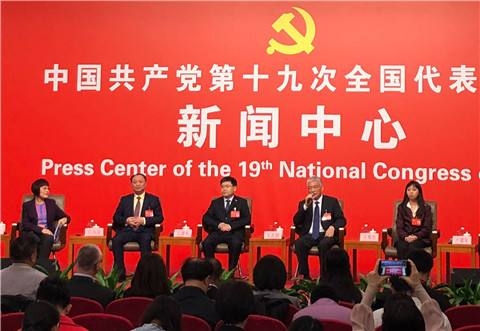 中国共产党第十九次全国代表
新闻中心
Press Center of the 19th National Congress